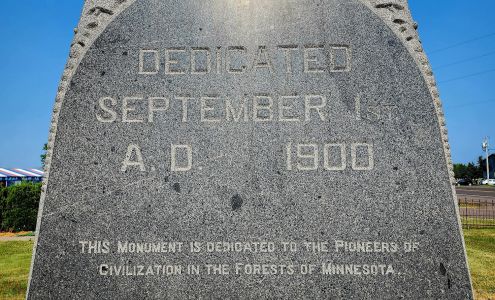 DEDICATED
SEPTEMBER 1ST.
A. D. 1900
THIS MONUMENT IS DEDICATED TO THE PIONEERS OF
CIVILIZATION IN THE FORESTS OF MINNESOTA.